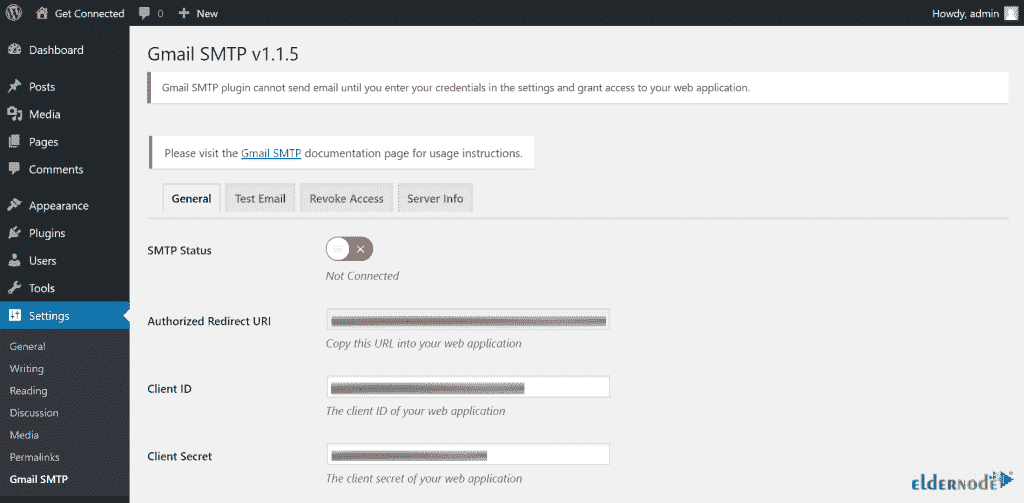 Get Connected 0 New Howdy, admin
Dashboard
Posts
Media
Pages
Comments
Appearance
Plugins
Users
Tools
Settings
General
Writing
Reading
Discussion
Media
Permalinks
Gmail SMTP
Gmail SMTP v1.1.5
Gmail SMTP plugin cannot send email until you enter your credentials in the settings and grant access to your web application.
Please visit the Gmail SMTP documentation page for usage instructions.
General Test Email Revoke Access Server Info
SMTP Status
Not Connected
Authorized Redirect URI
Copy this URL into your web application
Client ID
The client ID of your web application
Client Secret
The client secret of your web application
eldernode